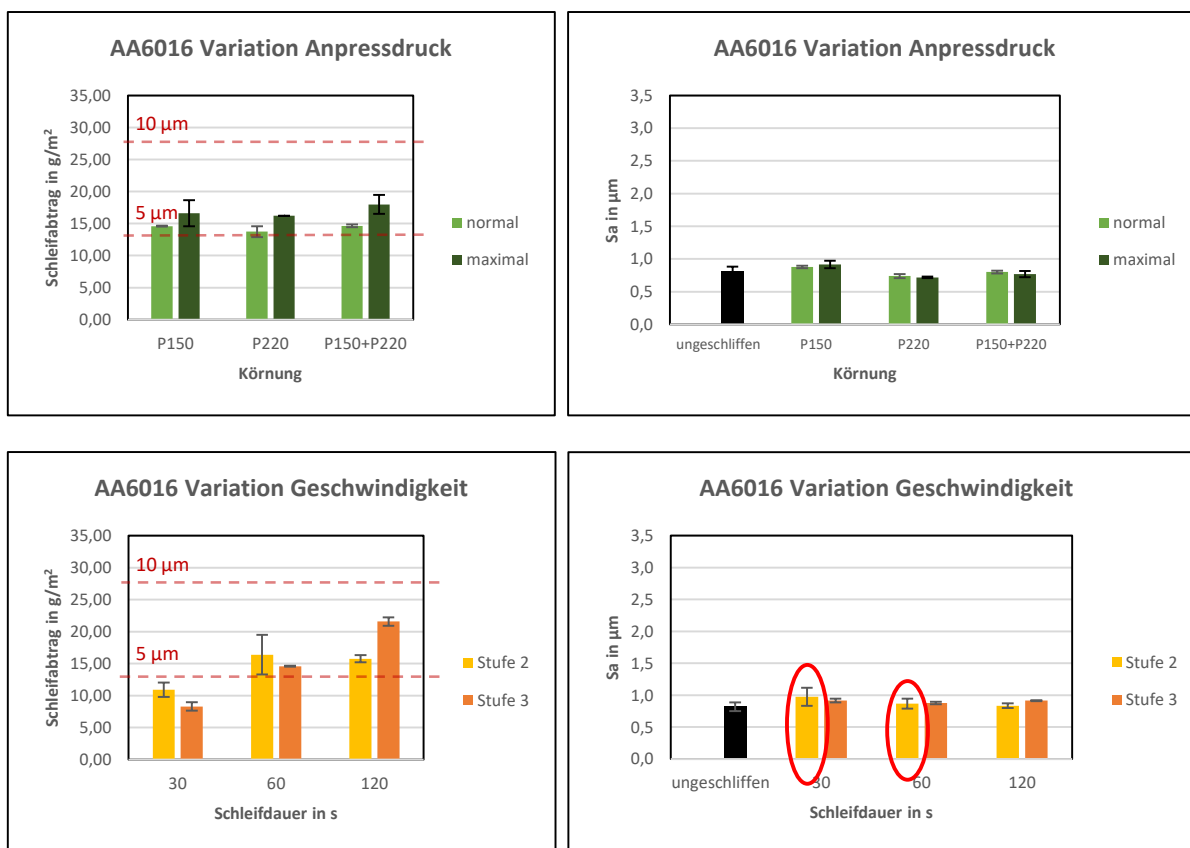 AA6016 Variation Anpressdruck
Schleifabtrag in g/m²
35,00
30,00
25,00
20,00
15,00
10,00
5,00
0,00
10 µm
5 µm
P150
P220
P150+P220
Körnung
normal
maximal
AA6016 Variation Anpressdruck
Sa in µm
3,5
3,0
2,5
2,0
1,5
1,0
0,5
0,0
ungeschliffen
P150
P220
P150+P220
Körnung
normal
maximal
AA6016 Variation Geschwindigkeit
Schleifabtrag in g/m²
35,00
30,00
25,00
20,00
15,00
10,00
5,00
0,00
10 µm
5 µm
30
60
120
Schleifdauer in s
Stufe 2
Stufe 3
AA6016 Variation Geschwindigkeit
Sa in µm
3,5
3,0
2,5
2,0
1,5
1,0
0,5
0,0
ungeschliffen
30
60
120
Schleifdauer in s
Stufe 2
Stufe 3